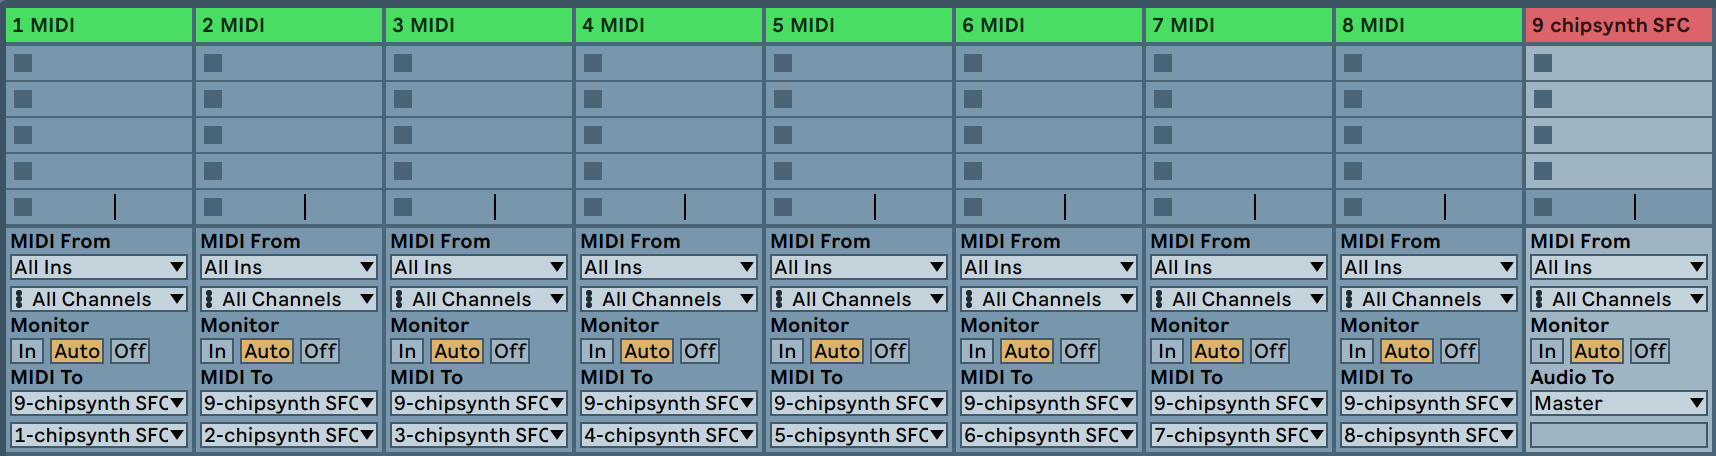 1 MIDI 2 MIDI 3 MIDI 4 MIDI 5 MIDI 6 MIDI 7 MIDI 8 MIDI 9 chipsynth SFC
MIDI From MIDI From MIDI From MIDI From MIDI From MIDI From MIDI From MIDI From MIDI From
All Ins All Ins All Ins All Ins All Ins All Ins All Ins All Ins All Ins
All Channels All Channels All Channels All Channels All Channels All Channels All Channels All Channels All Channels
Monitor Monitor Monitor Monitor Monitor Monitor Monitor Monitor Monitor
In Auto Off In Auto Off In Auto Off In Auto Off In Auto Off In Auto Off In Auto Off In Auto Off In Auto Off
MIDI To MIDI To MIDI To MIDI To MIDI To MIDI To MIDI To MIDI To Audio To
9-chipsynth SFC 9-chipsynth SFC 9-chipsynth SFC 9-chipsynth SFC 9-chipsynth SFC 9-chipsynth SFC 9-chipsynth SFC 9-chipsynth SFC Master
1-chipsynth SFC 2-chipsynth SFC 3-chipsynth SFC 4-chipsynth SFC 5-chipsynth SFC 6-chipsynth SFC 7-chipsynth SFC 8-chipsynth SFC